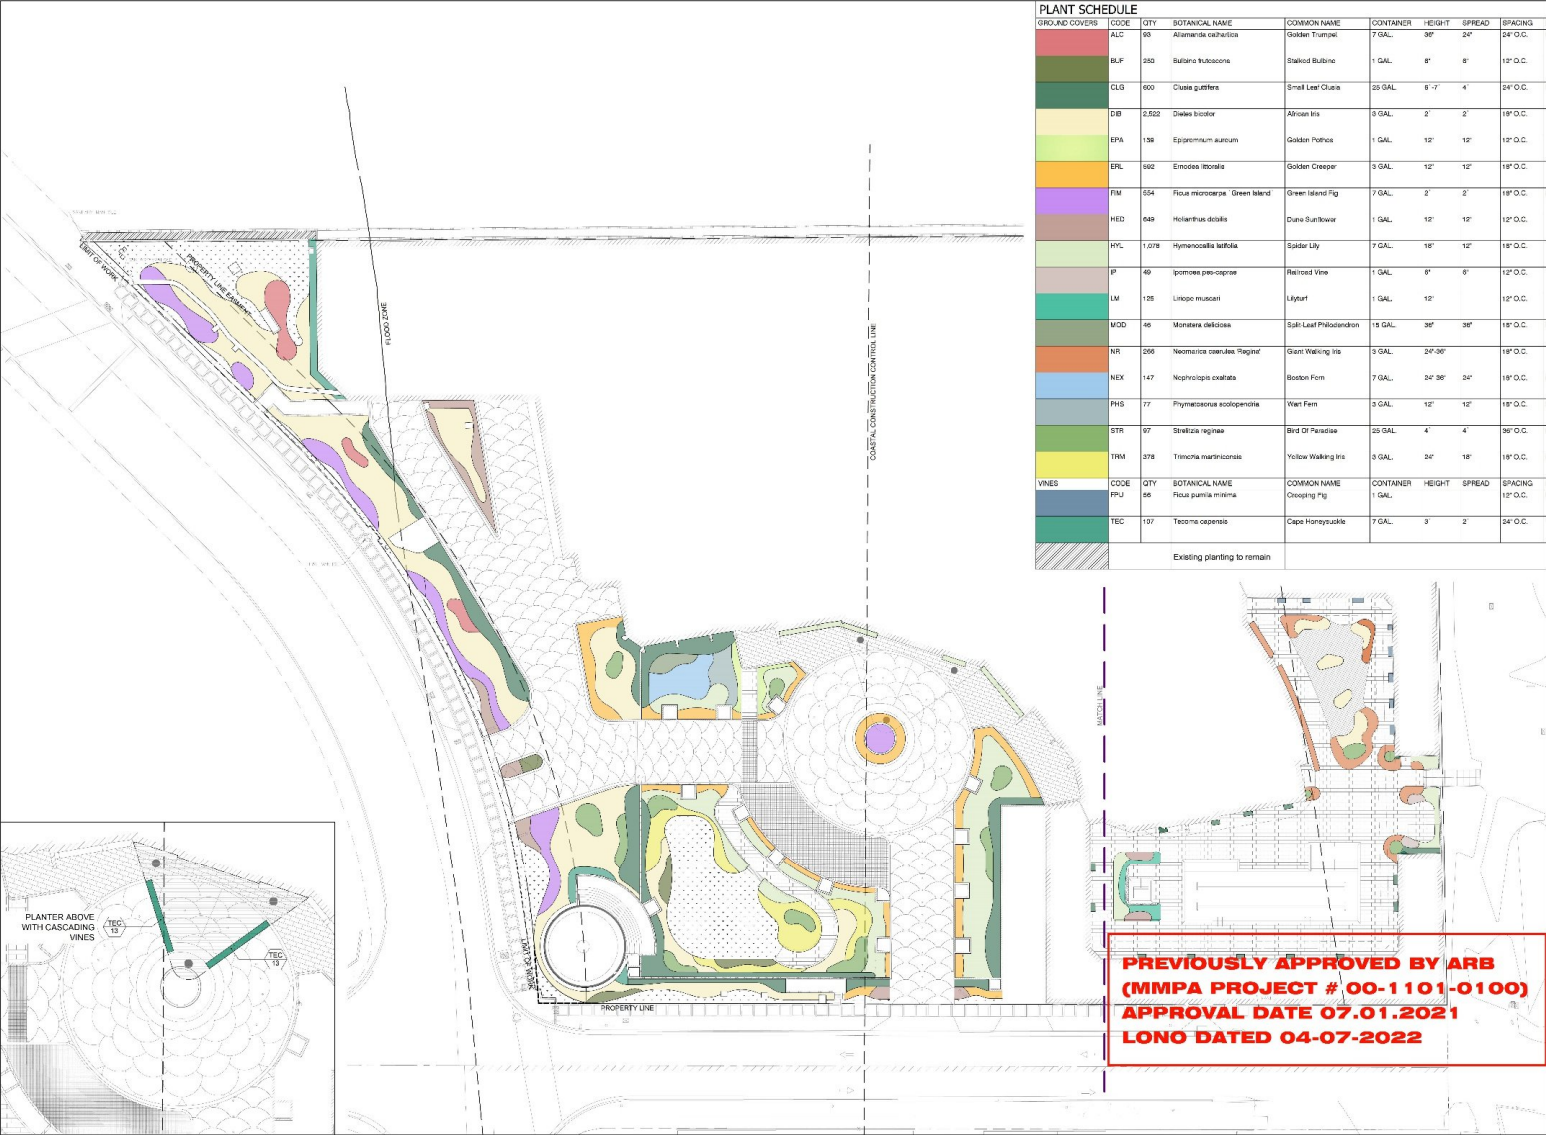 PLANT SCHEDULE
GROUND COVERS CODE QTY BOTANICAL NAME COMMON NAME CONTAINER HEIGHT SPREAD SPACING
ALC 93 Allamanda cathartica Golden Trumpet 7 GAL. 36" 24" 24" O.C.
BUF 250 Bulbine frutescens Stalked Bulbine 1 GAL. 8" 8" 12" O.C.
CLG 600 Clusia guttifera Small Leaf Clusia 25 GAL. 6`-7` 4` 24" O.C.
DIB 2,522 Dietes bicolor African Iris 3 GAL. 2` 2` 18" O.C.
EPA 159 Epipremnum aureum Golden Pothos 1 GAL. 12" 12" 12" O.C.
ERL 592 Ernodea littoralis Golden Creeper 3 GAL. 12" 12" 18" O.C.
FIM 554 Ficus microcarpa `Green Island` Green Island Fig 7 GAL. 2` 2` 18" O.C.
HED 649 Helianthus debilis Dune Sunflower 1 GAL. 12" 12" 12" O.C.
HYL 1,078 Hymenocallis latifolia Spider Lily 7 GAL. 18" 12" 18" O.C.
IP 49 Ipomoea pes-caprae Railroad Vine 1 GAL. 6" 6" 12" O.C.
LM 125 Liriope muscari Lilyturf 1 GAL. 12" 12" O.C.
MOD 46 Monstera deliciosa Split-Leaf Philodendron 15 GAL. 36" 36" 18" O.C.
NR 266 Neomarica caerulea 'Regina' Giant Walking Iris 3 GAL. 24"-36" 18" O.C.
NEX 147 Nephrolepis exaltata Boston Fern 7 GAL. 24" 36" 24" 18" O.C.
PHS 77 Phymatosorus scolopendria Wart Fern 3 GAL. 12" 12" 18" O.C.
STR 97 Strelitzia reginae Bird Of Paradise 25 GAL. 4` 4` 36" O.C.
TRM 378 Trimezia martinicensis Yellow Walking Iris 3 GAL. 24" 18" 18" O.C.
VINES CODE QTY BOTANICAL NAME COMMON NAME CONTAINER HEIGHT SPREAD SPACING
FPU 56 Ficus pumila minima Creeping Fig 1 GAL. 12" O.C.
TEC 107 Tecoma capensis Cape Honeysuckle 7 GAL. 3` 2` 24" O.C.
Existing planting to remain
LIMIT OF WORK
PROPERTY LINE EASMENT
FLOOD ZONE
COASTAL CONSTRUCTION CONTROL LINE
MATCH LINE
LIMIT OF WORK
PROPERTY LINE
PLANTER ABOVE
WITH CASCADING
VINES
TEC
13
TEC
13
PREVIOUSLY APPROVED BY ARB
(MMPA PROJECT # 00-1101-0100)
APPROVAL DATE 07.01.2021
LONO DATED 04-07-2022